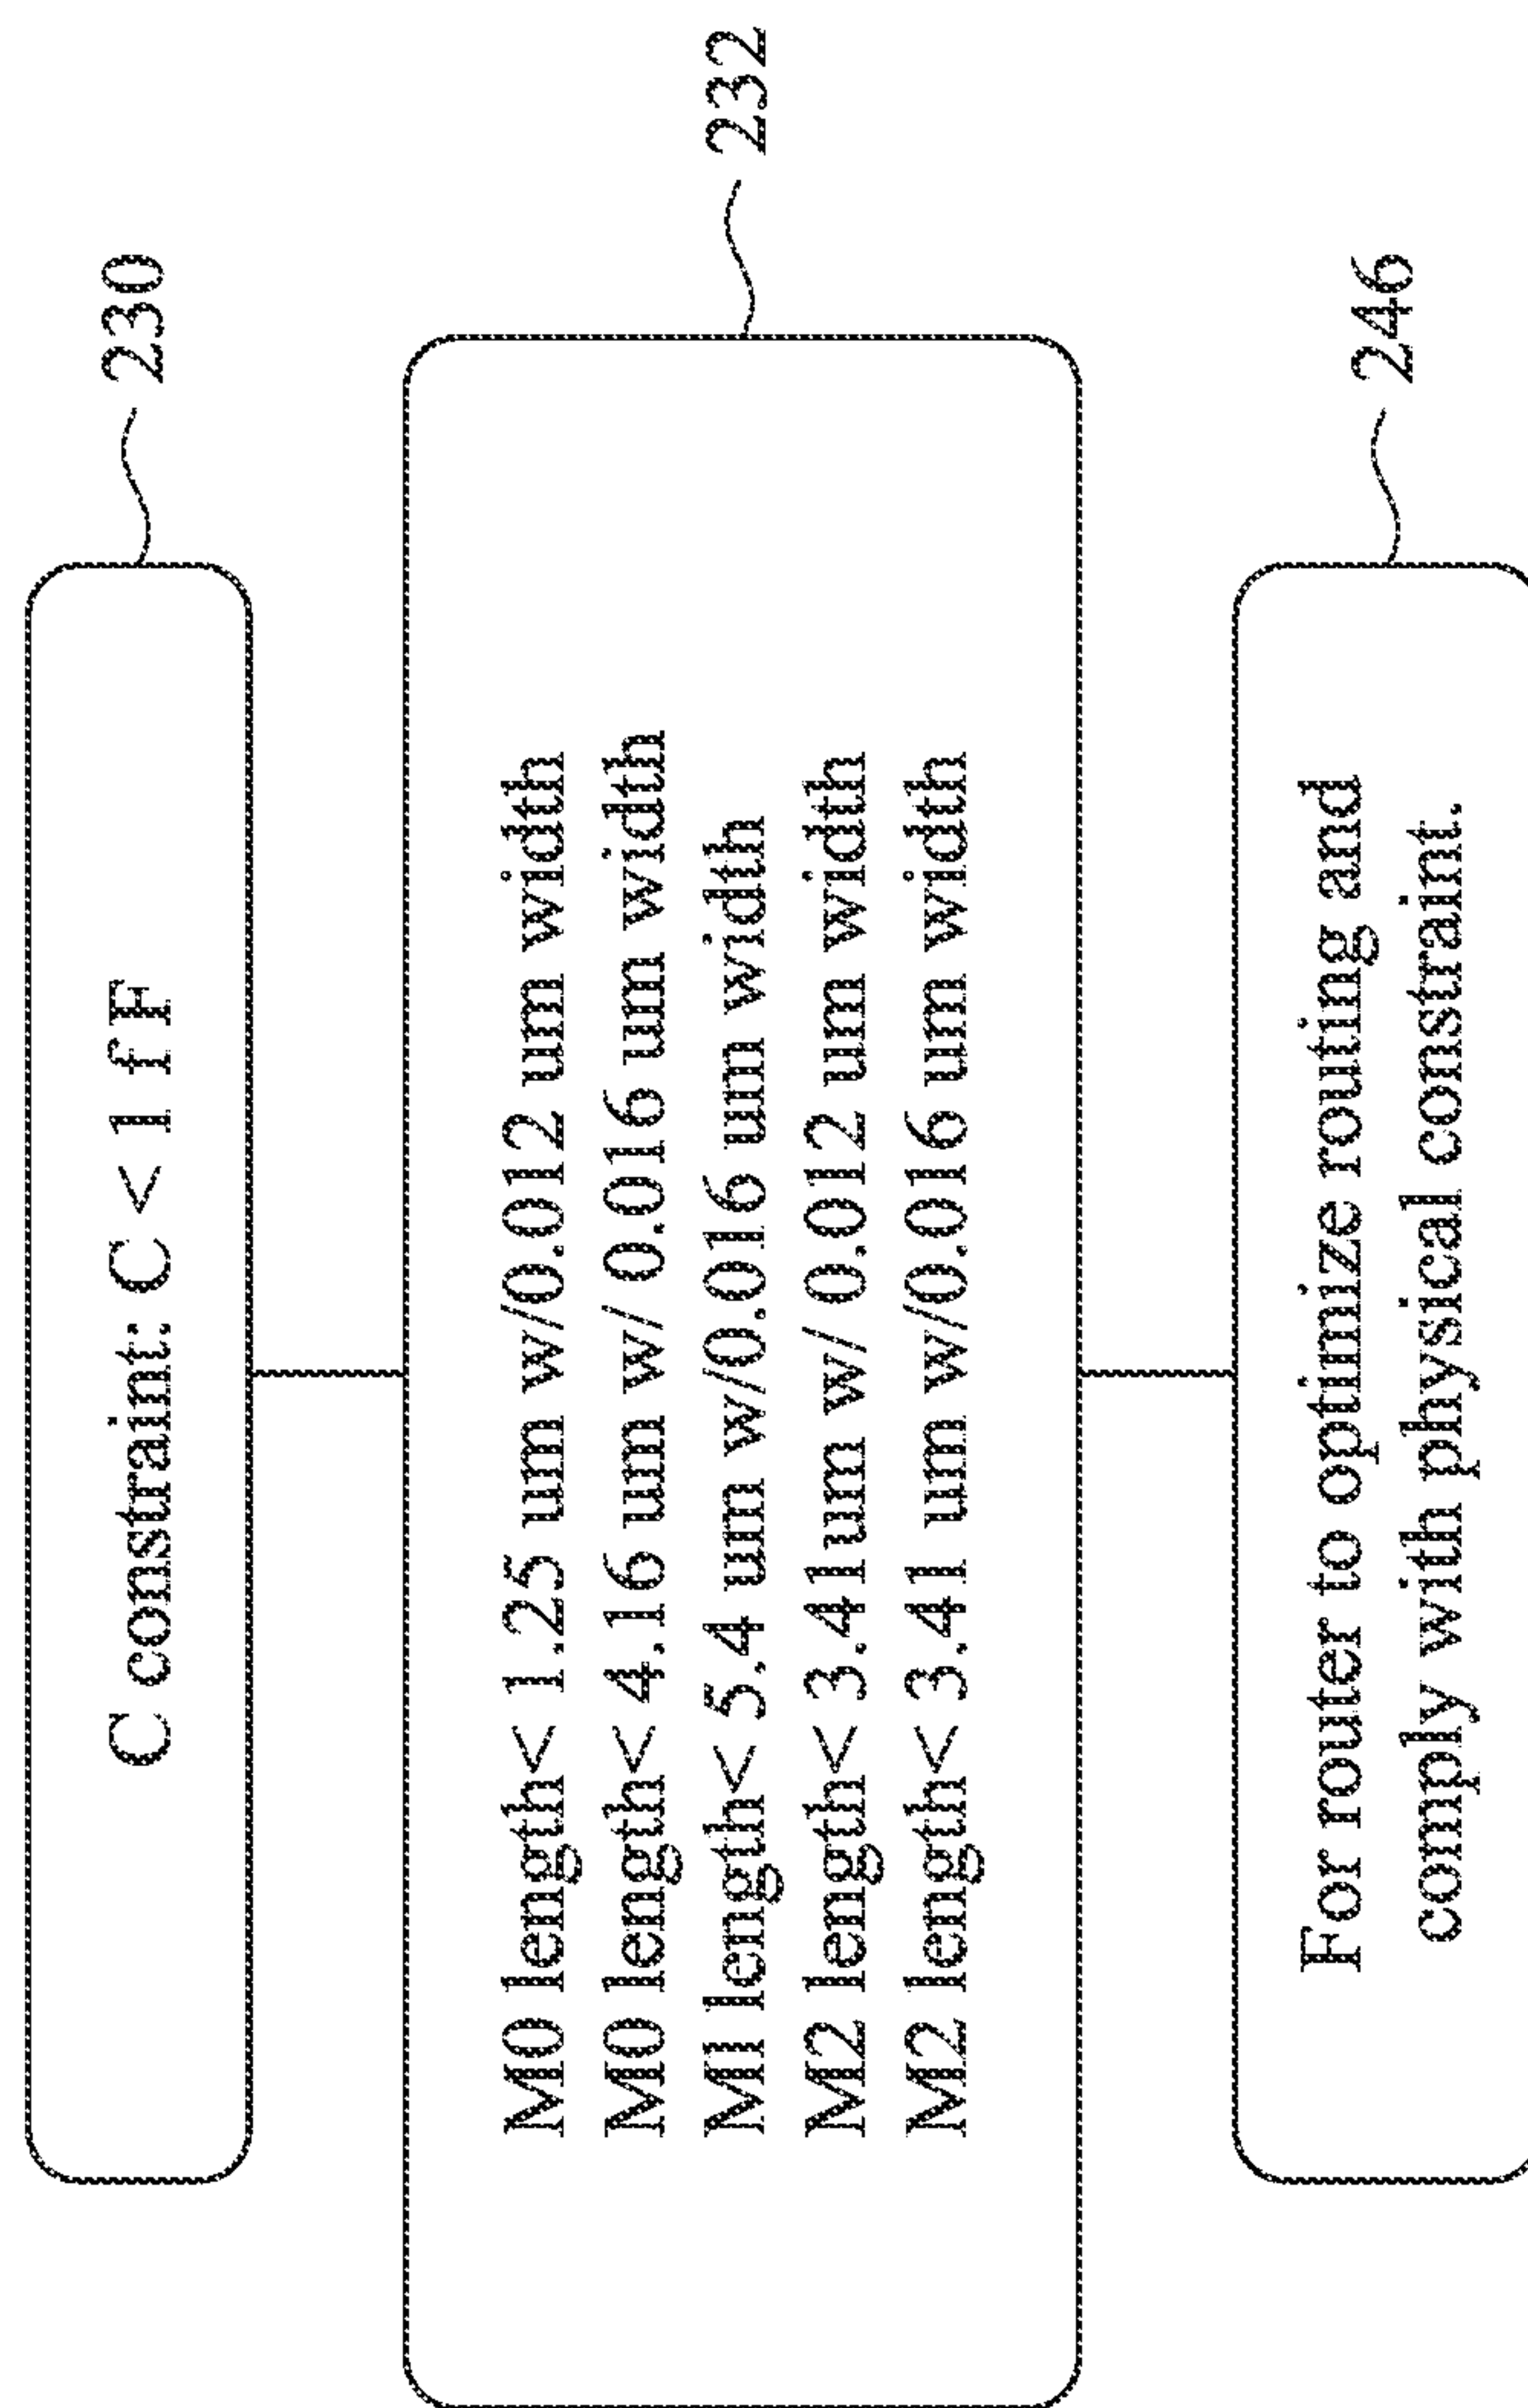 C constraint: C < 1 f F
230
M0 length< 1.25 um w/0.012 um width
M0 length< 4.16 um w/ 0.016 um width
M1 length< 5.4 um w/0.016 um width
M2 length< 3.41um w/ 0.012 um width
M2 length< 3.41 um w/0.016 um width
232
For router to optimize routing and
comply with physical constraint.
246